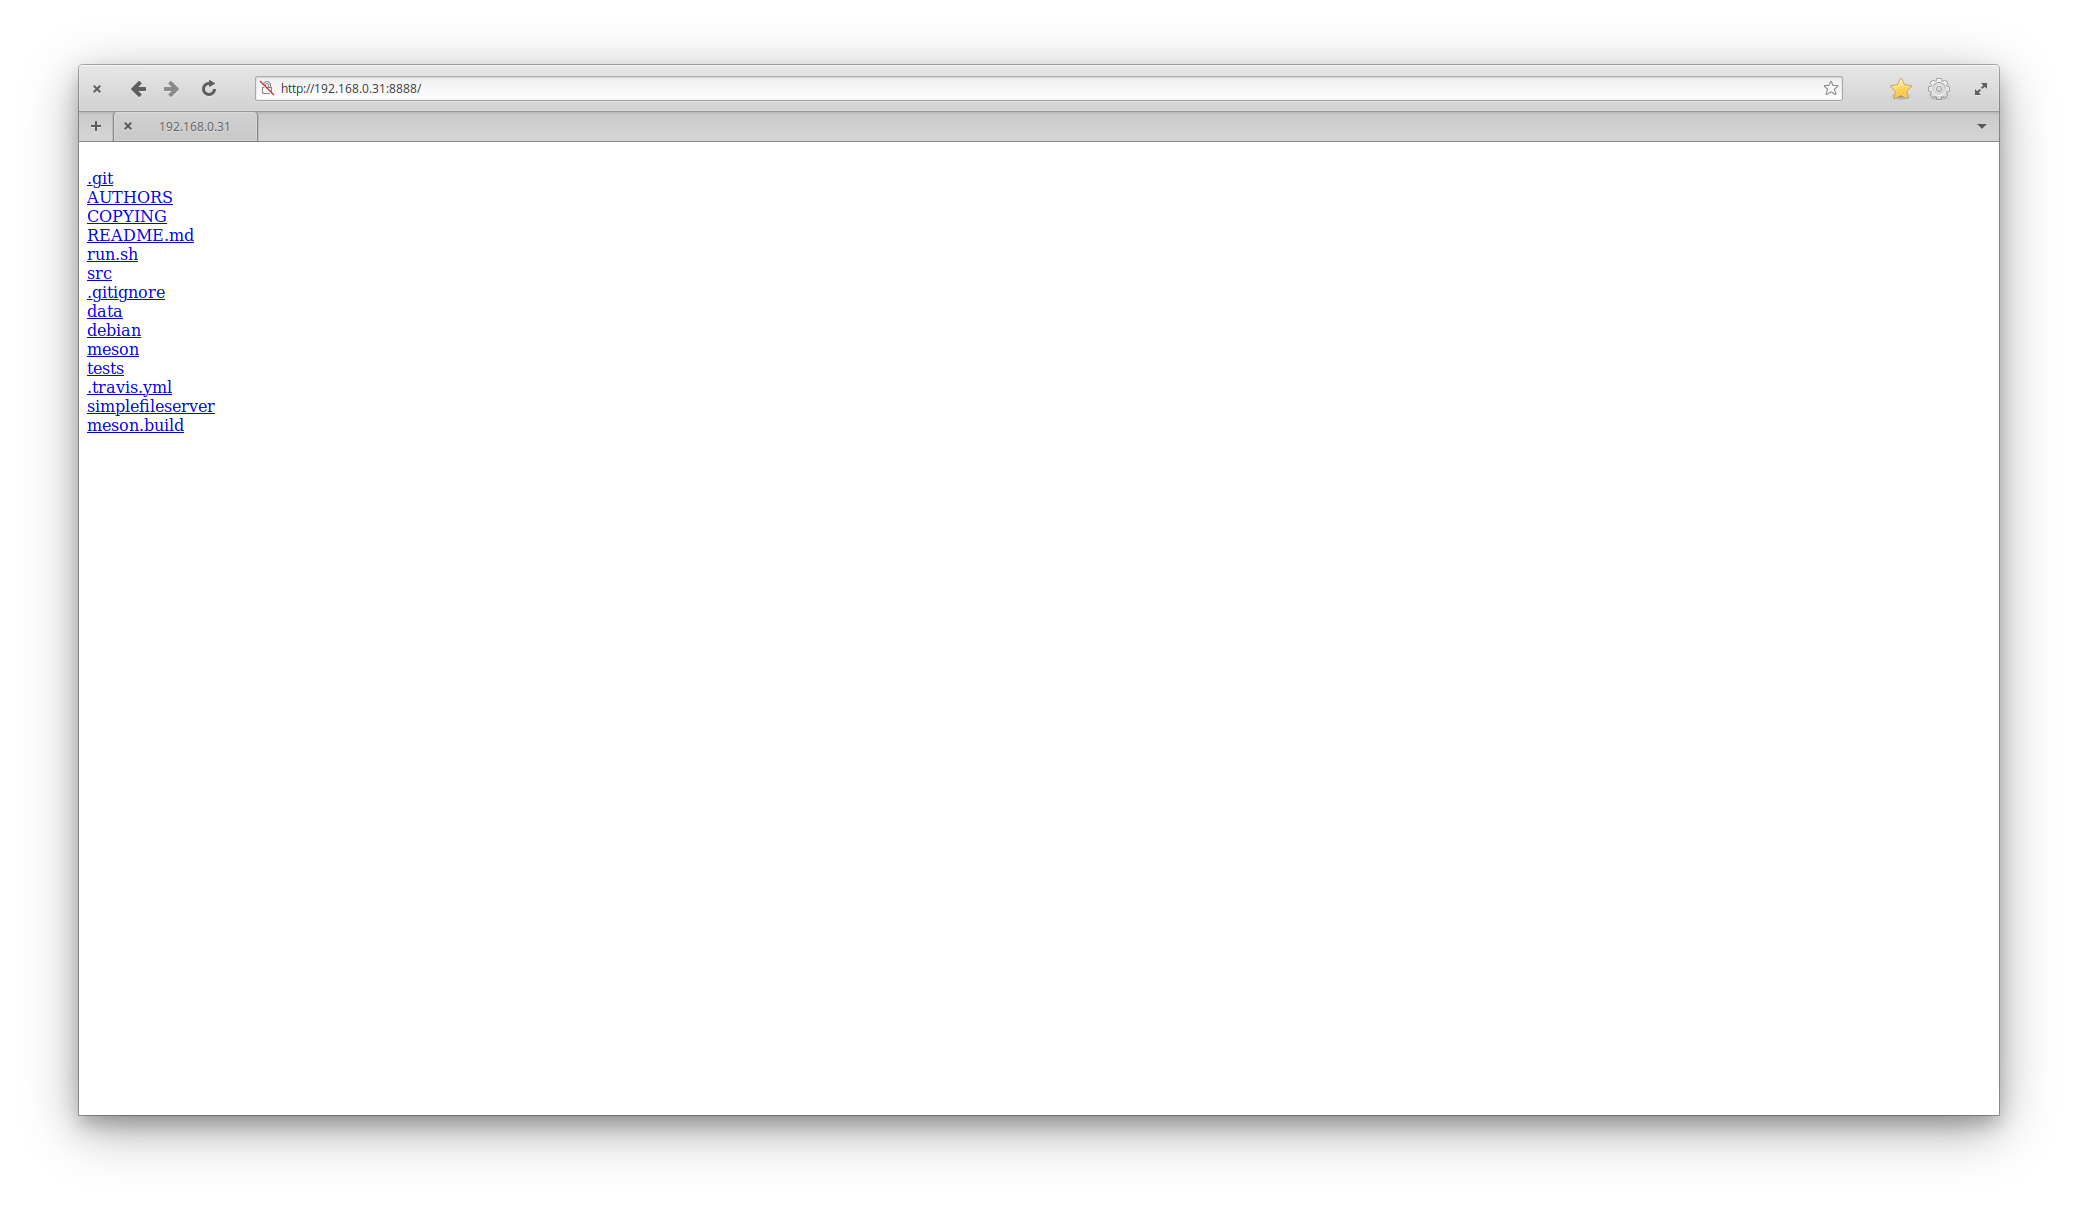 http://192.168.0.31:8888/
192.168.0.31
.git
AUTHORS
COPYING
README.md
run.sh
src
.gitignore
data
debian
meson
tests
.travis.yml
simplefileserver
meson.build